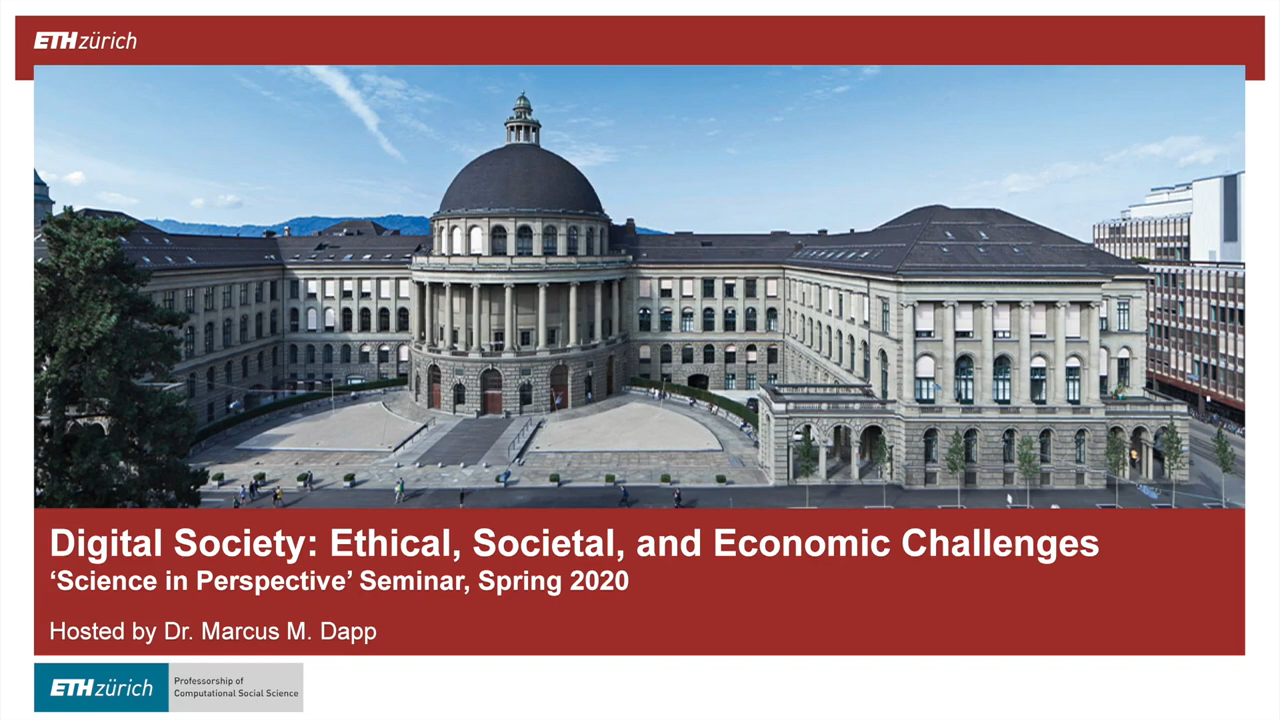 ETH zürich
Digital Society: Ethical, Societal, and Economic Challenges
‘Science in Perspective’ Seminar, Spring 2020
Hosted by Dr. Marcus M. Dapp
ETH zürich
Professorship of
Computational Social Science